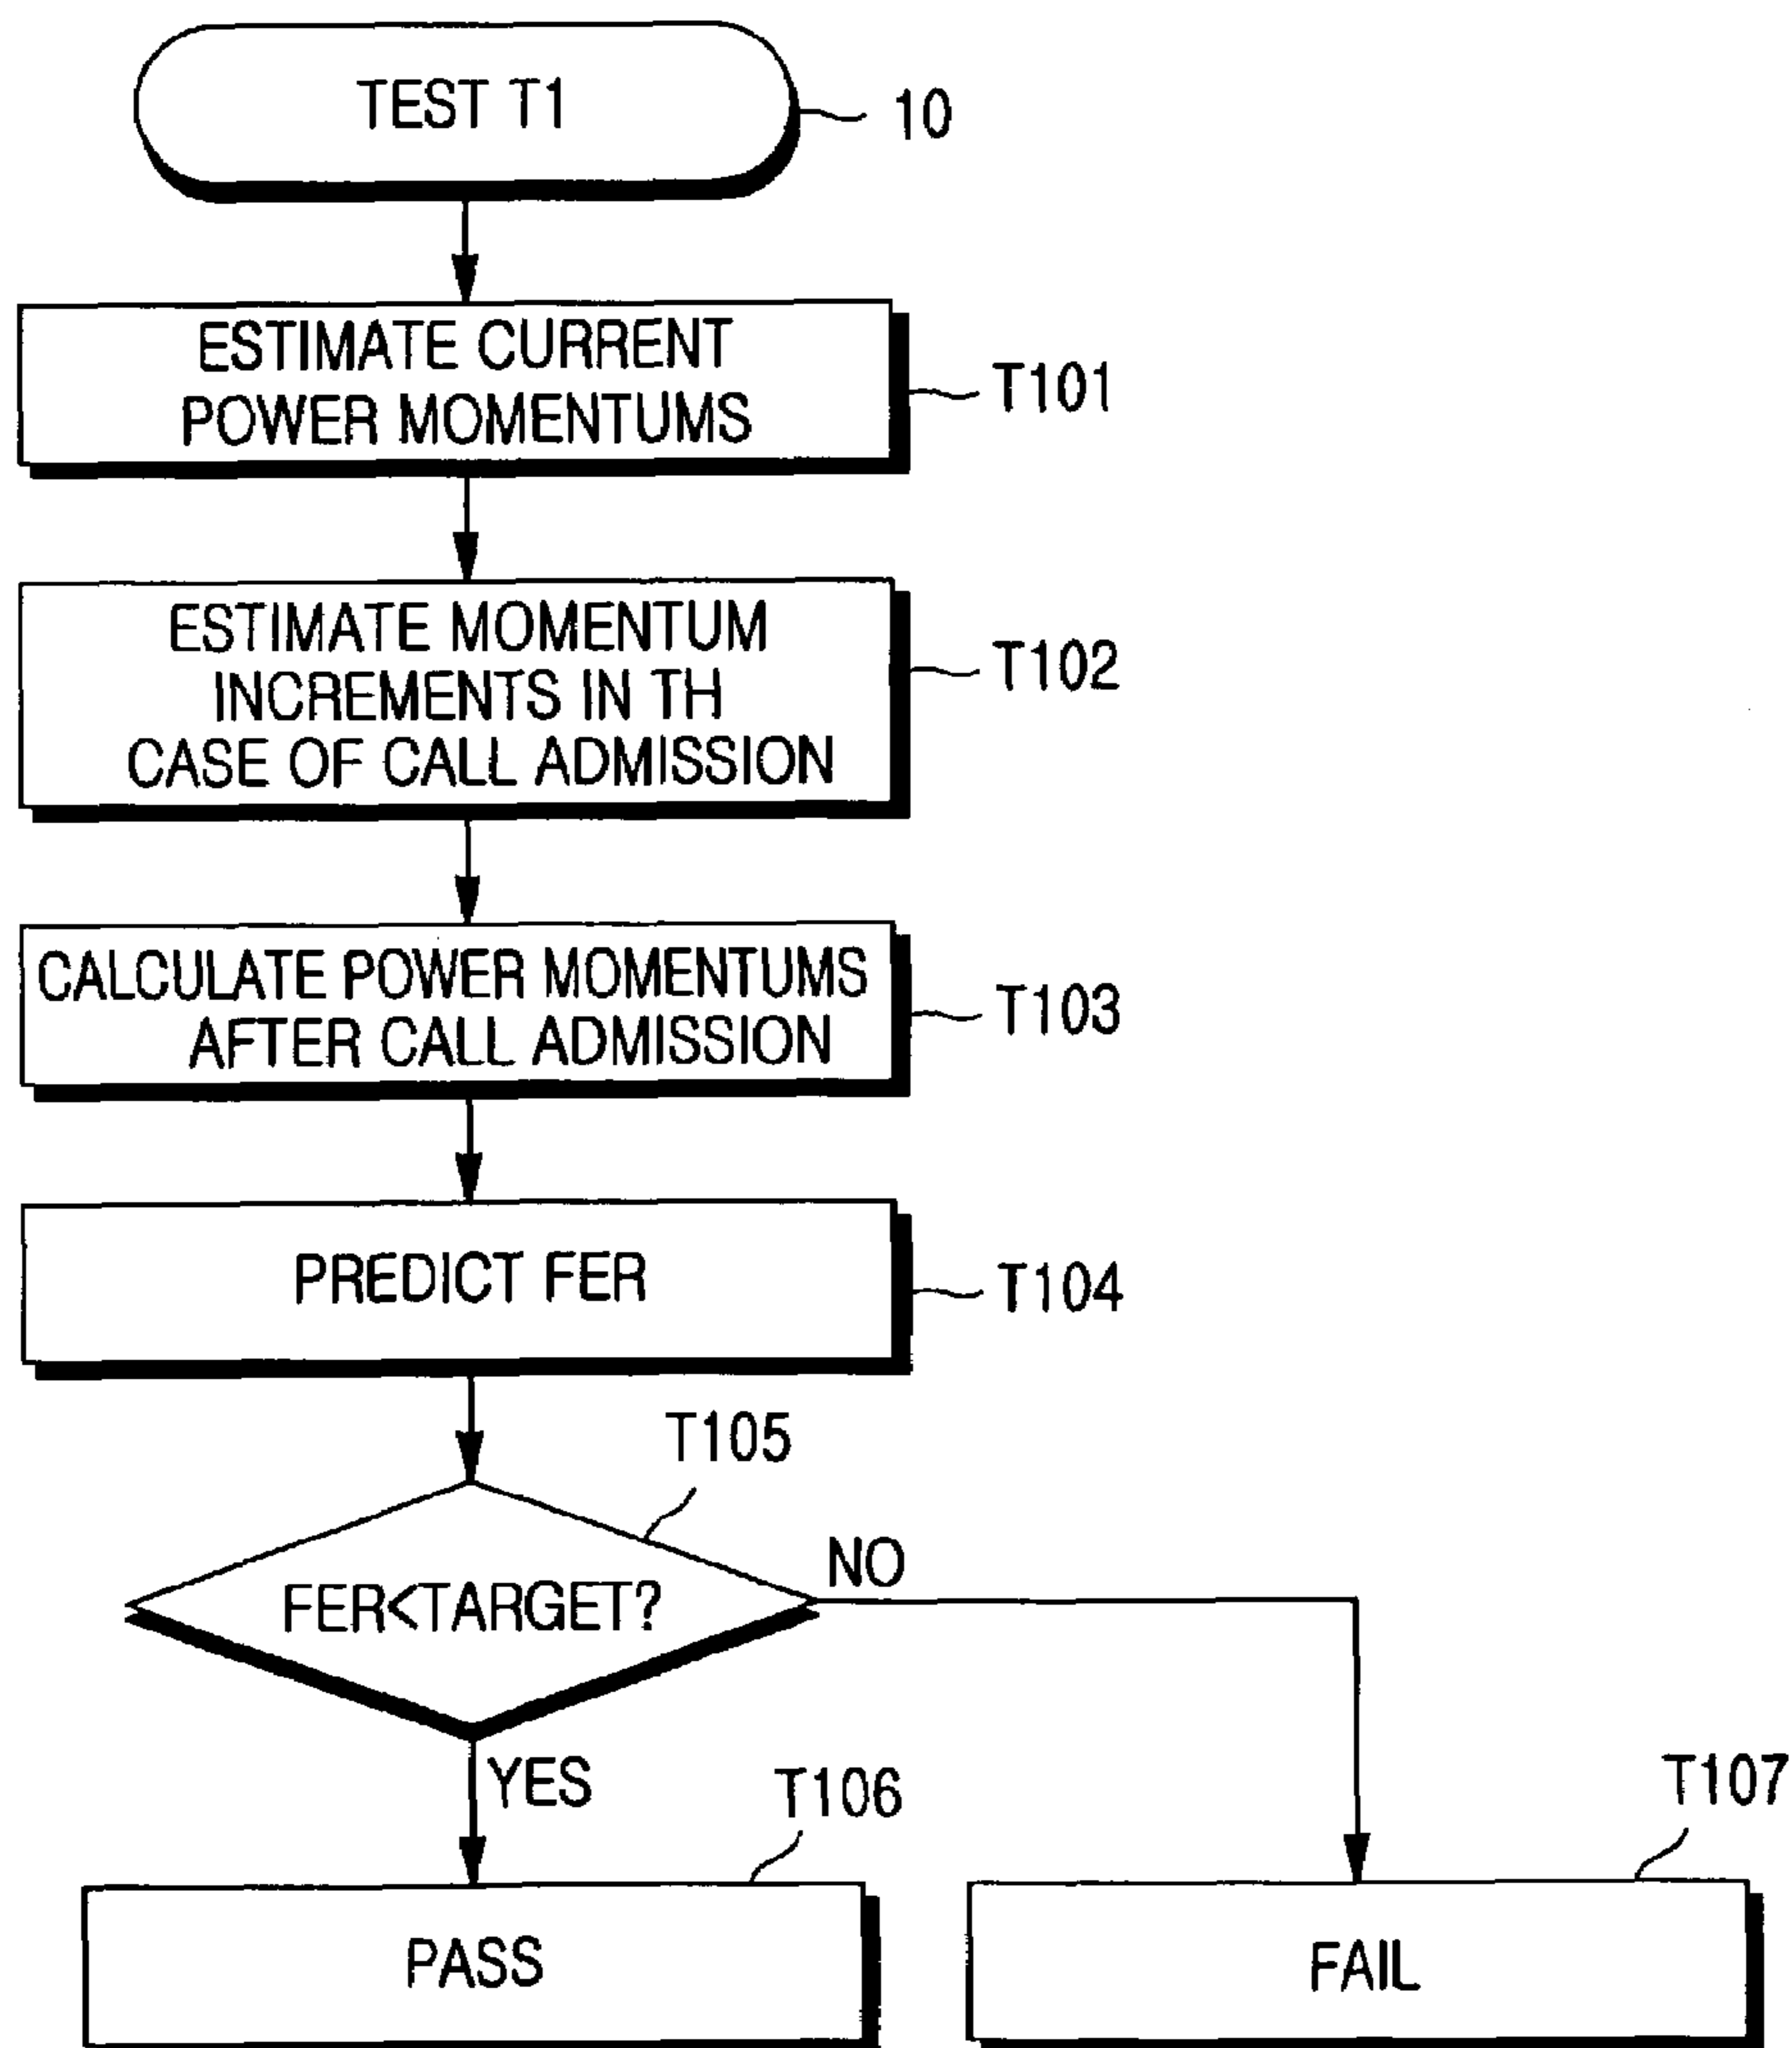 TEST T1
10
ESTIMATE CURRENT
POWER MOMENTUMS
T101
ESTIMATE MOMENTUM
INCREMENTS IN TH
CASE OF CALL ADMISSION
T102
CALCULATE POWER MOMENTUMS
AFTER CALL ADMISSION
T103
PREDICT FER
T104
T105
FER<TARGET?
NO
YES
T106
T107
PASS
FAIL